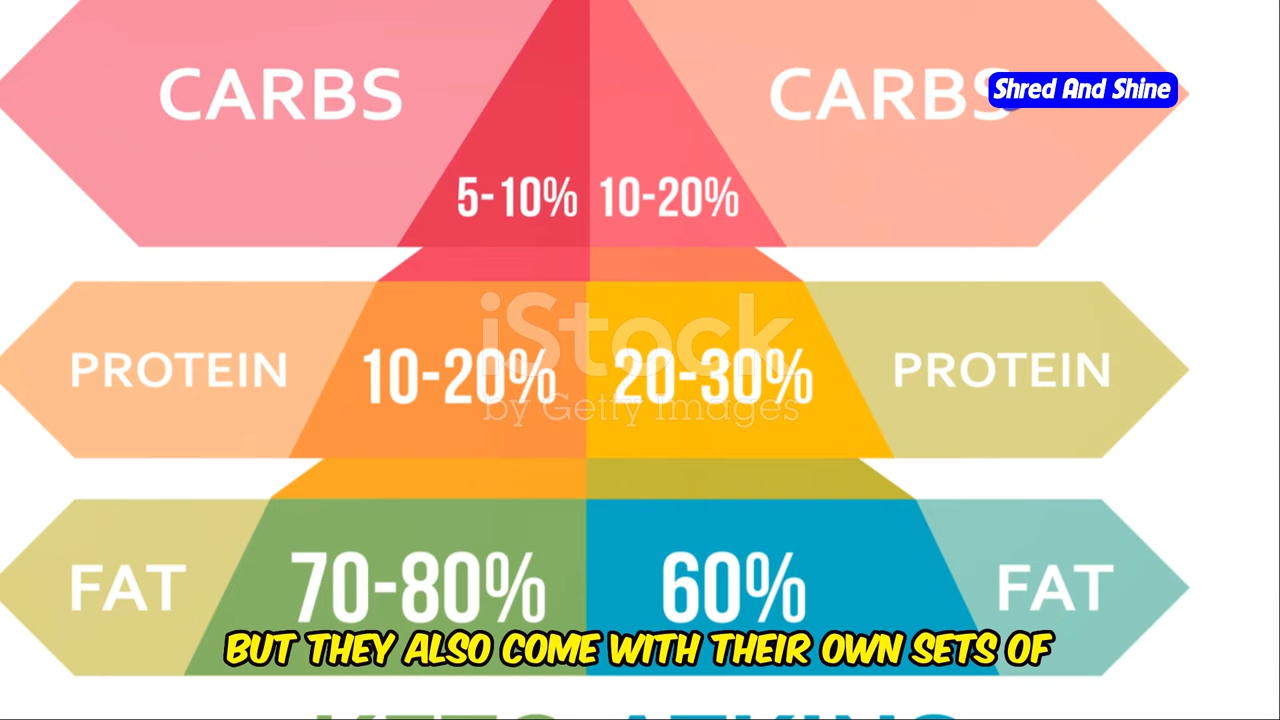 CARBS CARBS
Shred And Shine
5-10% 10-20%
iStock
PROTEIN 10-20% 20-30% PROTEIN
by Getty Images
FAT 70-80% 60% FAT
BUT THEY ALSO COME WITH THEIR OWN SETS OF